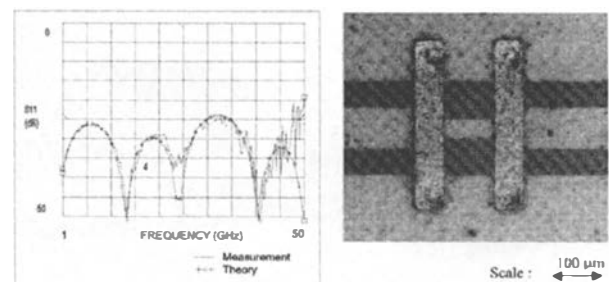 0
S11
(dB)
4
-50
1 FREQUENCY (GHz) 50
Measurement
Theory
Scale : 100 µm